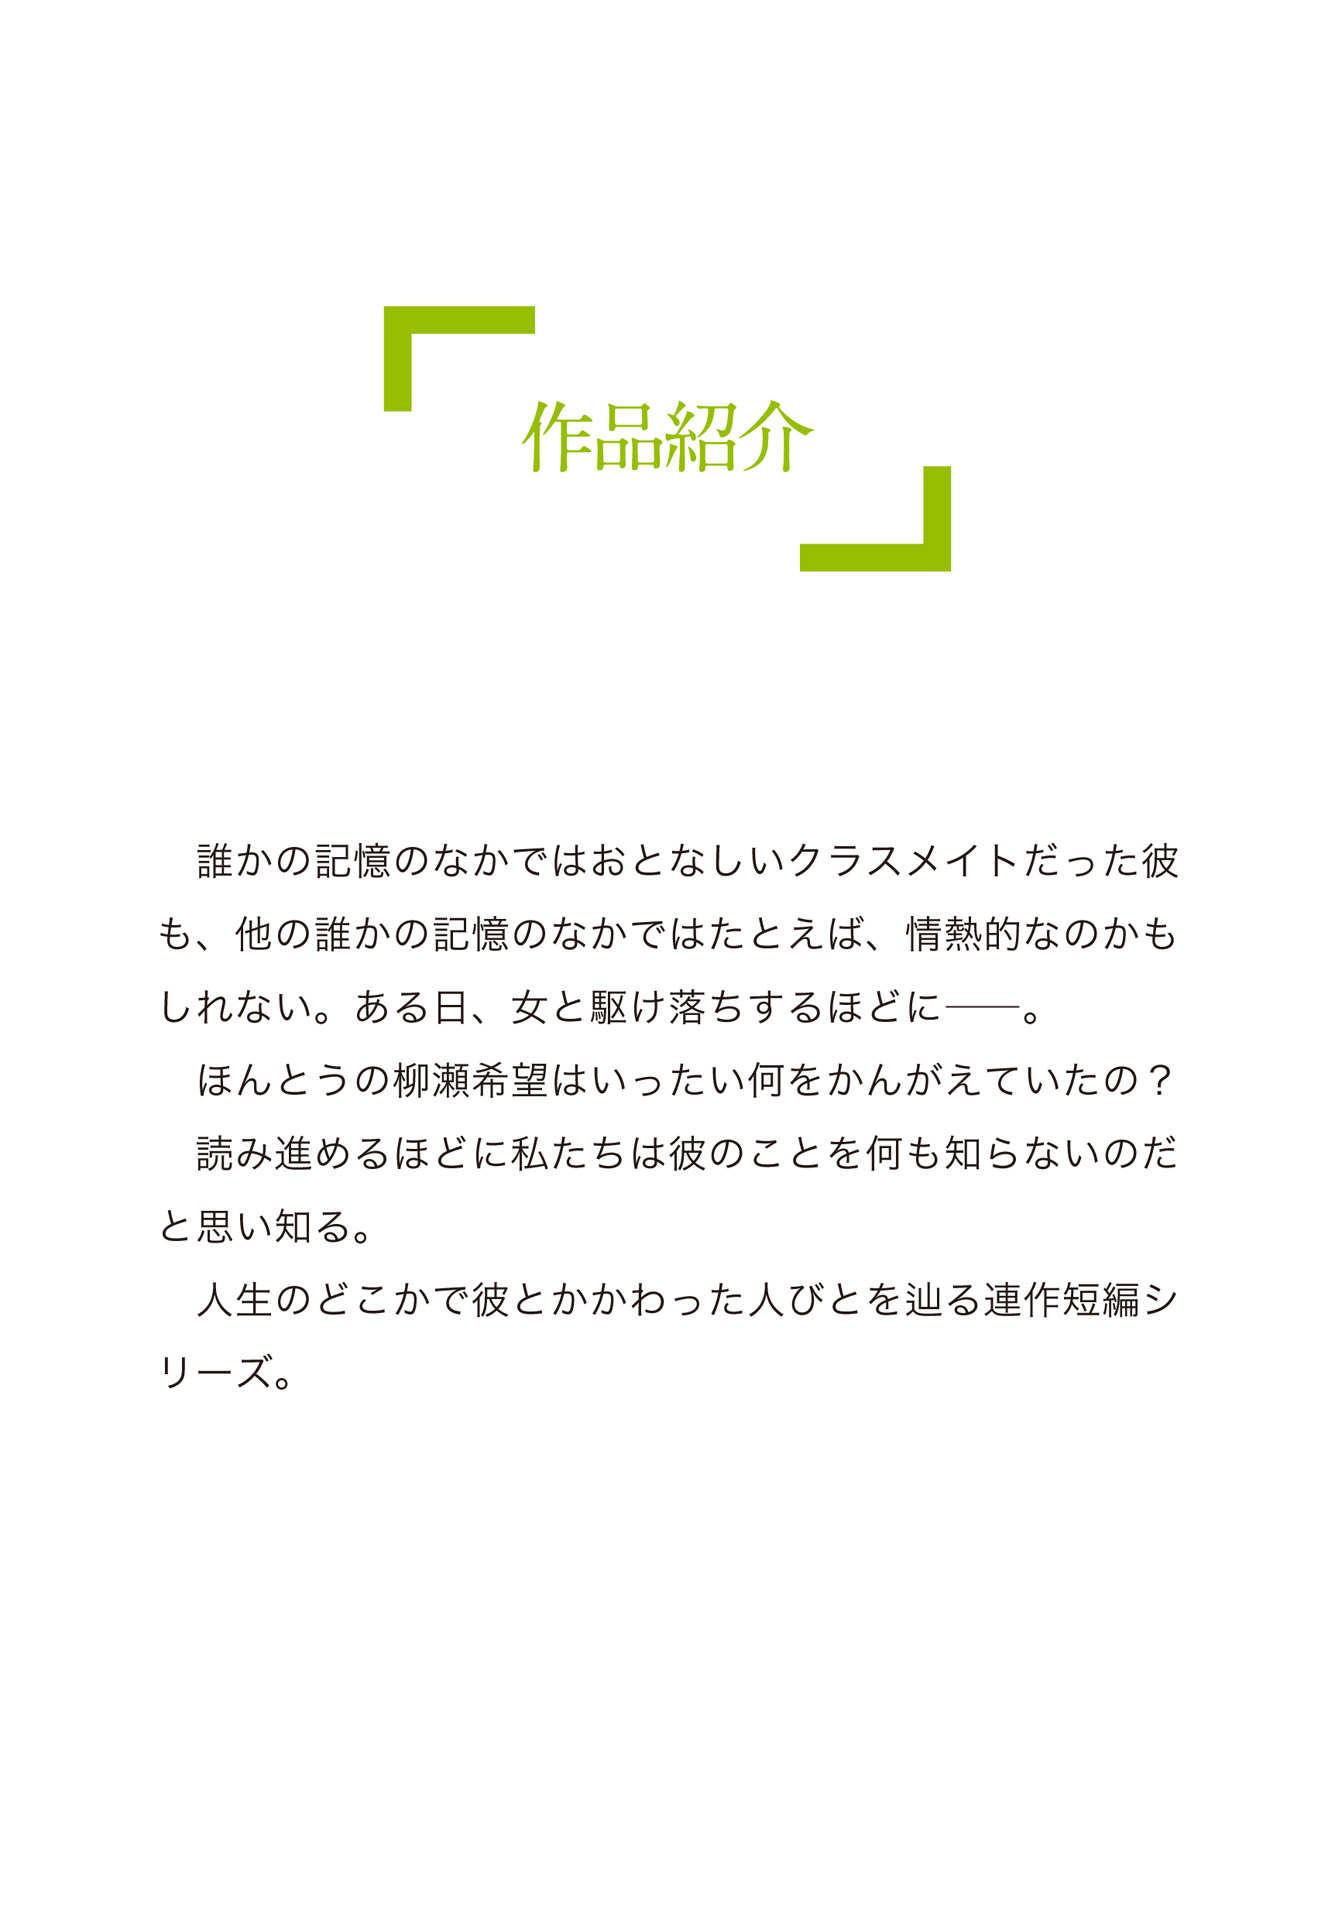 作品紹介
　誰かの記憶のなかではおとなしいクラスメイトだった彼
も、他の誰かの記憶のなかではたとえば、情熱的なのかも
しれない。ある日、女と駆け落ちするほどに――。
　ほんとうの柳瀬希望はいったい何をかんがえていたの？
　読み進めるほどに私たちは彼のことを何も知らないのだ
と思い知る。
　人生のどこかで彼とかかわった人びとを辿る連作短編シ
リーズ。